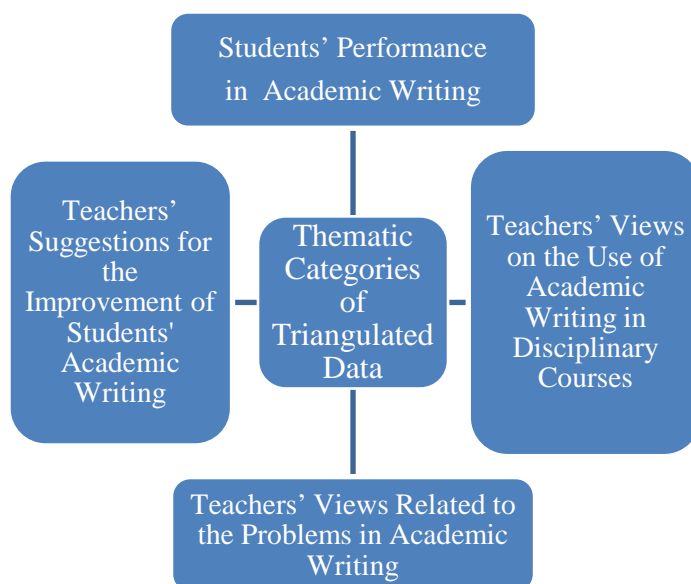 Students’ Performance
in Academic Writing
Teachers’
Suggestions for
the
Improvement of
Students'
Academic
Writing
Thematic
Categories
of
Triangulated
Data
Teachers’ Views
on the Use of
Academic
Writing in
Disciplinary
Courses
Teachers’ Views Related to
the Problems in Academic
Writing